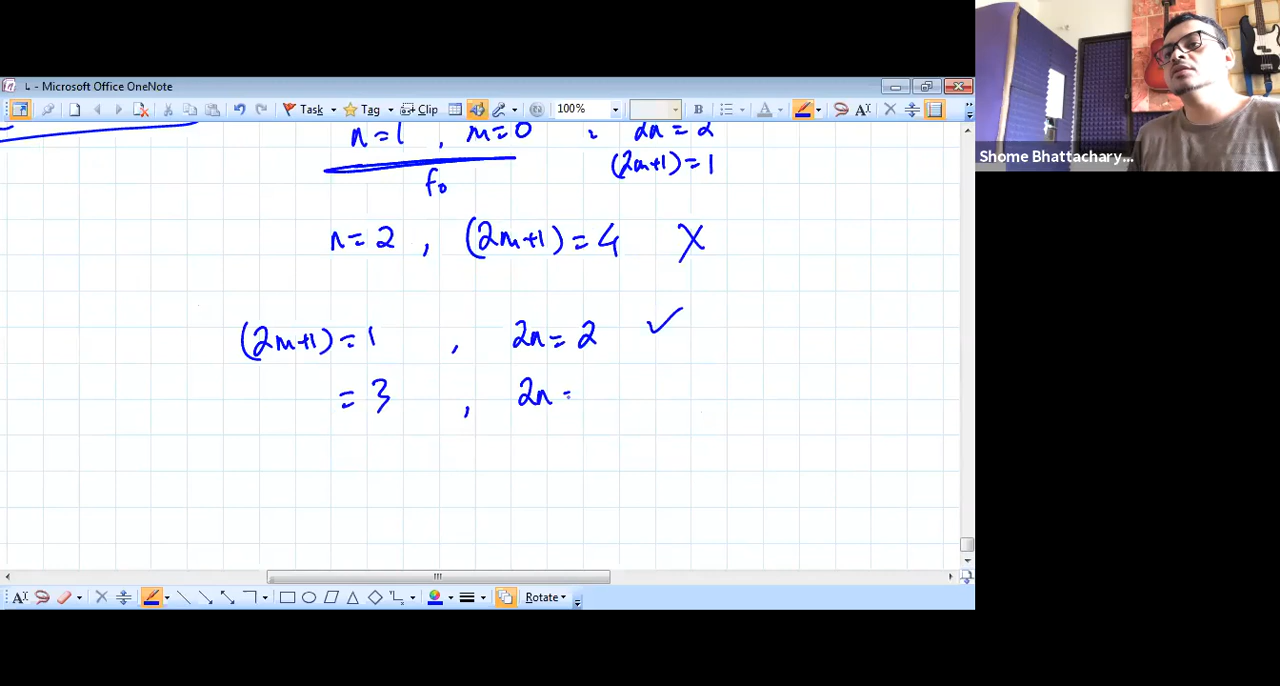 L - Microsoft Office OneNote
Task Tag Clip 100% B A
n=1 , m=0 , 2n=2
f₀ (2m+1)=1
n=2 , (2m+1)=4 X
(2m+1)=1 , 2n=2 ✓
=3 , 2n=
Rotate
Shome Bhattachary...